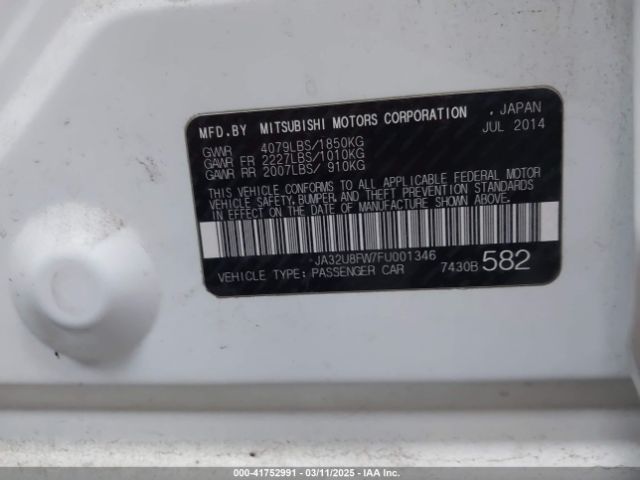 MFD.BY MITSUBISHI MOTORS CORPORATION , JAPAN
JUL 2014
GVWR 4079LBS/1850KG
GAWR FR 2227LBS/1010KG
GAWR RR 2007LBS/ 910KG
THIS VEHICLE CONFORMS TO ALL APPLICABLE FEDERAL MOTOR
VEHICLE SAFETY,BUMPER,AND THEFT PREVENTION STANDARDS
IN EFFECT ON THE DATE OF MANUFACTURE SHOWN ABOVE.
JA32U8FW7FU001346
VEHICLE TYPE: PASSENGER CAR 7430B 582
000-41752991 | 03/11/2025 | IAA Inc.